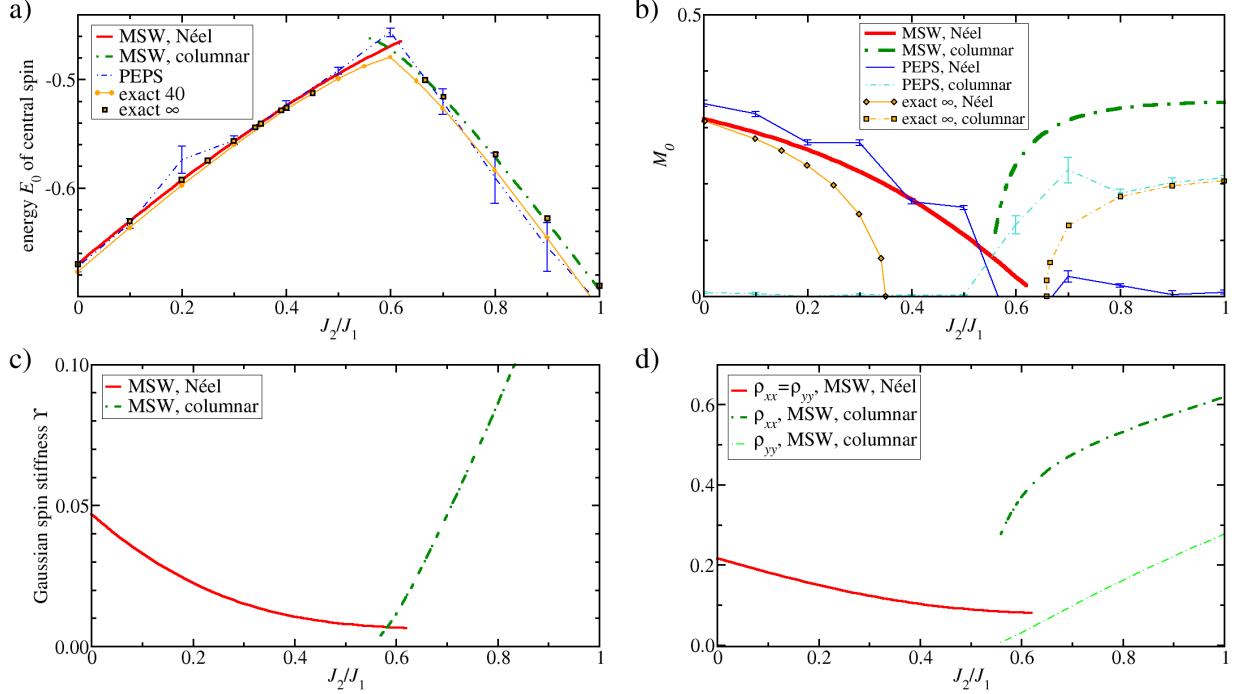 a)
MSW, Néel
MSW, columnar
PEPS
exact 40
exact ∞
energy E₀ of central spin
-0.5
-0.6
0 0.2 0.4 0.6 0.8 1
J₂/J₁
b)
0.5
MSW, Néel
MSW, columnar
PEPS, Néel
PEPS, columnar
exact ∞, Néel
exact ∞, columnar
M₀
0
0 0.2 0.4 0.6 0.8 1
J₂/J₁
c)
0.10
MSW, Néel
MSW, columnar
Gaussian spin stiffness ϒ
0.05
0.00
0 0.2 0.4 0.6 0.8 1
J₂/J₁
d)
ρxx=ρyy, MSW, Néel
ρxx, MSW, columnar
ρyy, MSW, columnar
0.6
0.4
0.2
0.0
0 0.2 0.4 0.6 0.8 1
J₂/J₁